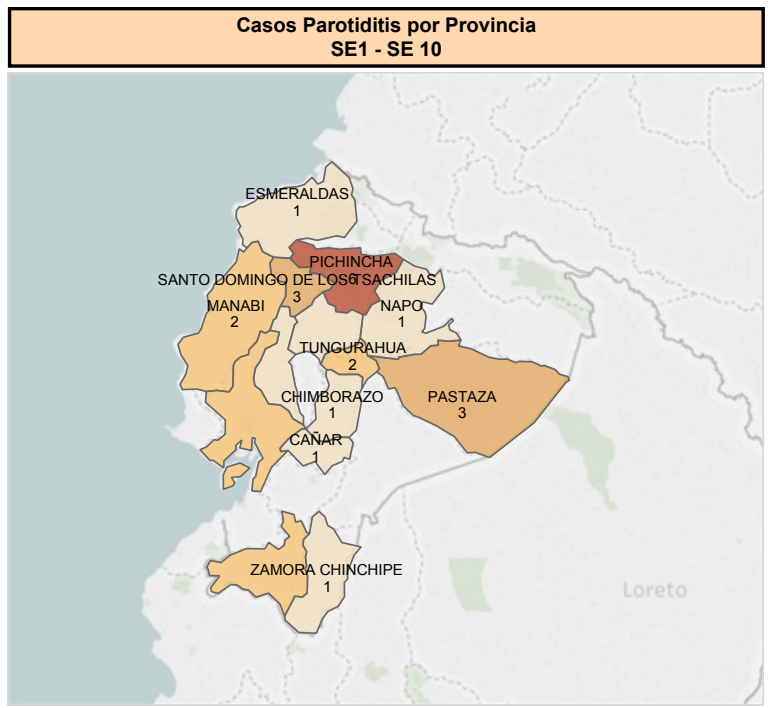 Casos Parotiditis por Provincia
SE1 - SE 10
ESMERALDAS
1
PICHINCHA
6
SANTO DOMINGO DE LOS TSACHILAS
3
MANABI
2
NAPO
1
TUNGURAHUA
2
CHIMBORAZO
1
PASTAZA
3
CAÑAR
1
ZAMORA CHINCHIPE
1
Loreto